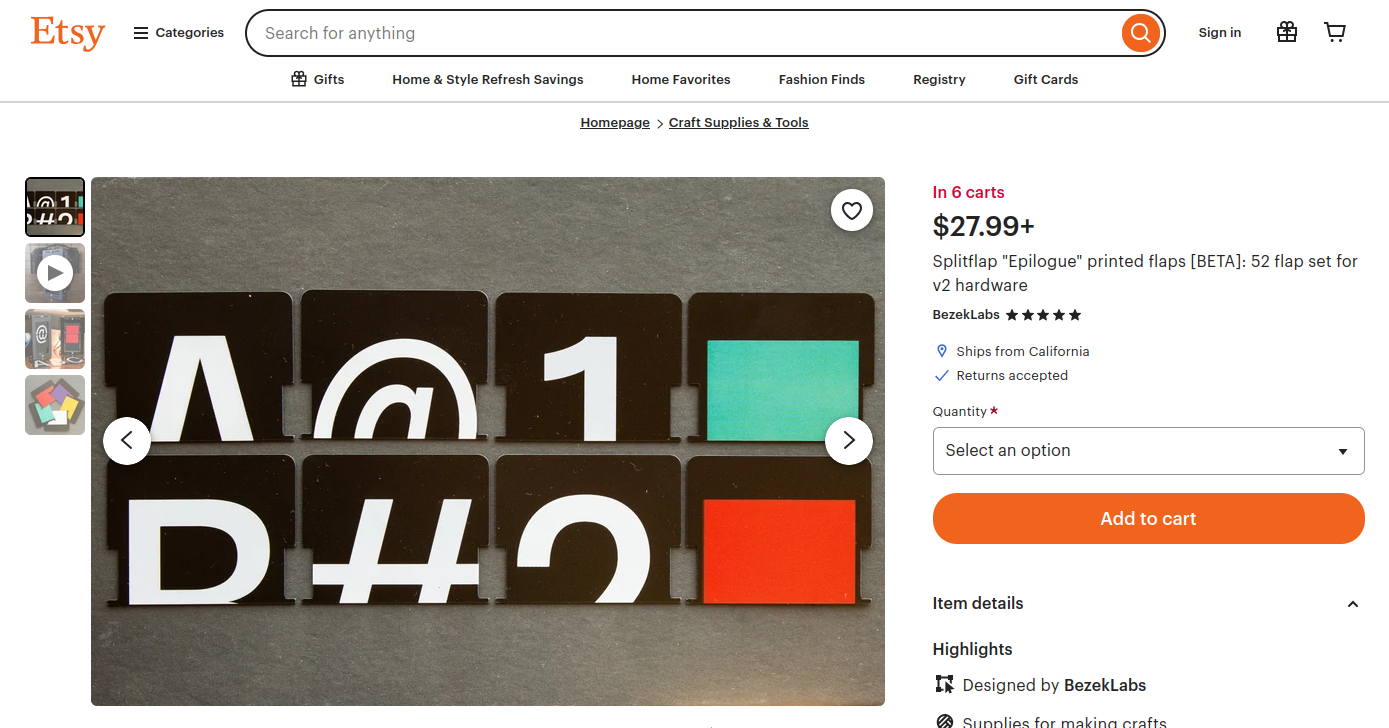 Etsy
Categories
Search for anything
Sign in
Gifts
Home & Style Refresh Savings
Home Favorites
Fashion Finds
Registry
Gift Cards
Homepage > Craft Supplies & Tools
A @ 1
R # 2
In 6 carts
$27.99+
Splitflap "Epilogue" printed flaps [BETA]: 52 flap set for
v2 hardware
BezekLabs ★★★★★
Ships from California
Returns accepted
Quantity *
Select an option
Add to cart
Item details
Highlights
Designed by BezekLabs
Supplies for making crafts